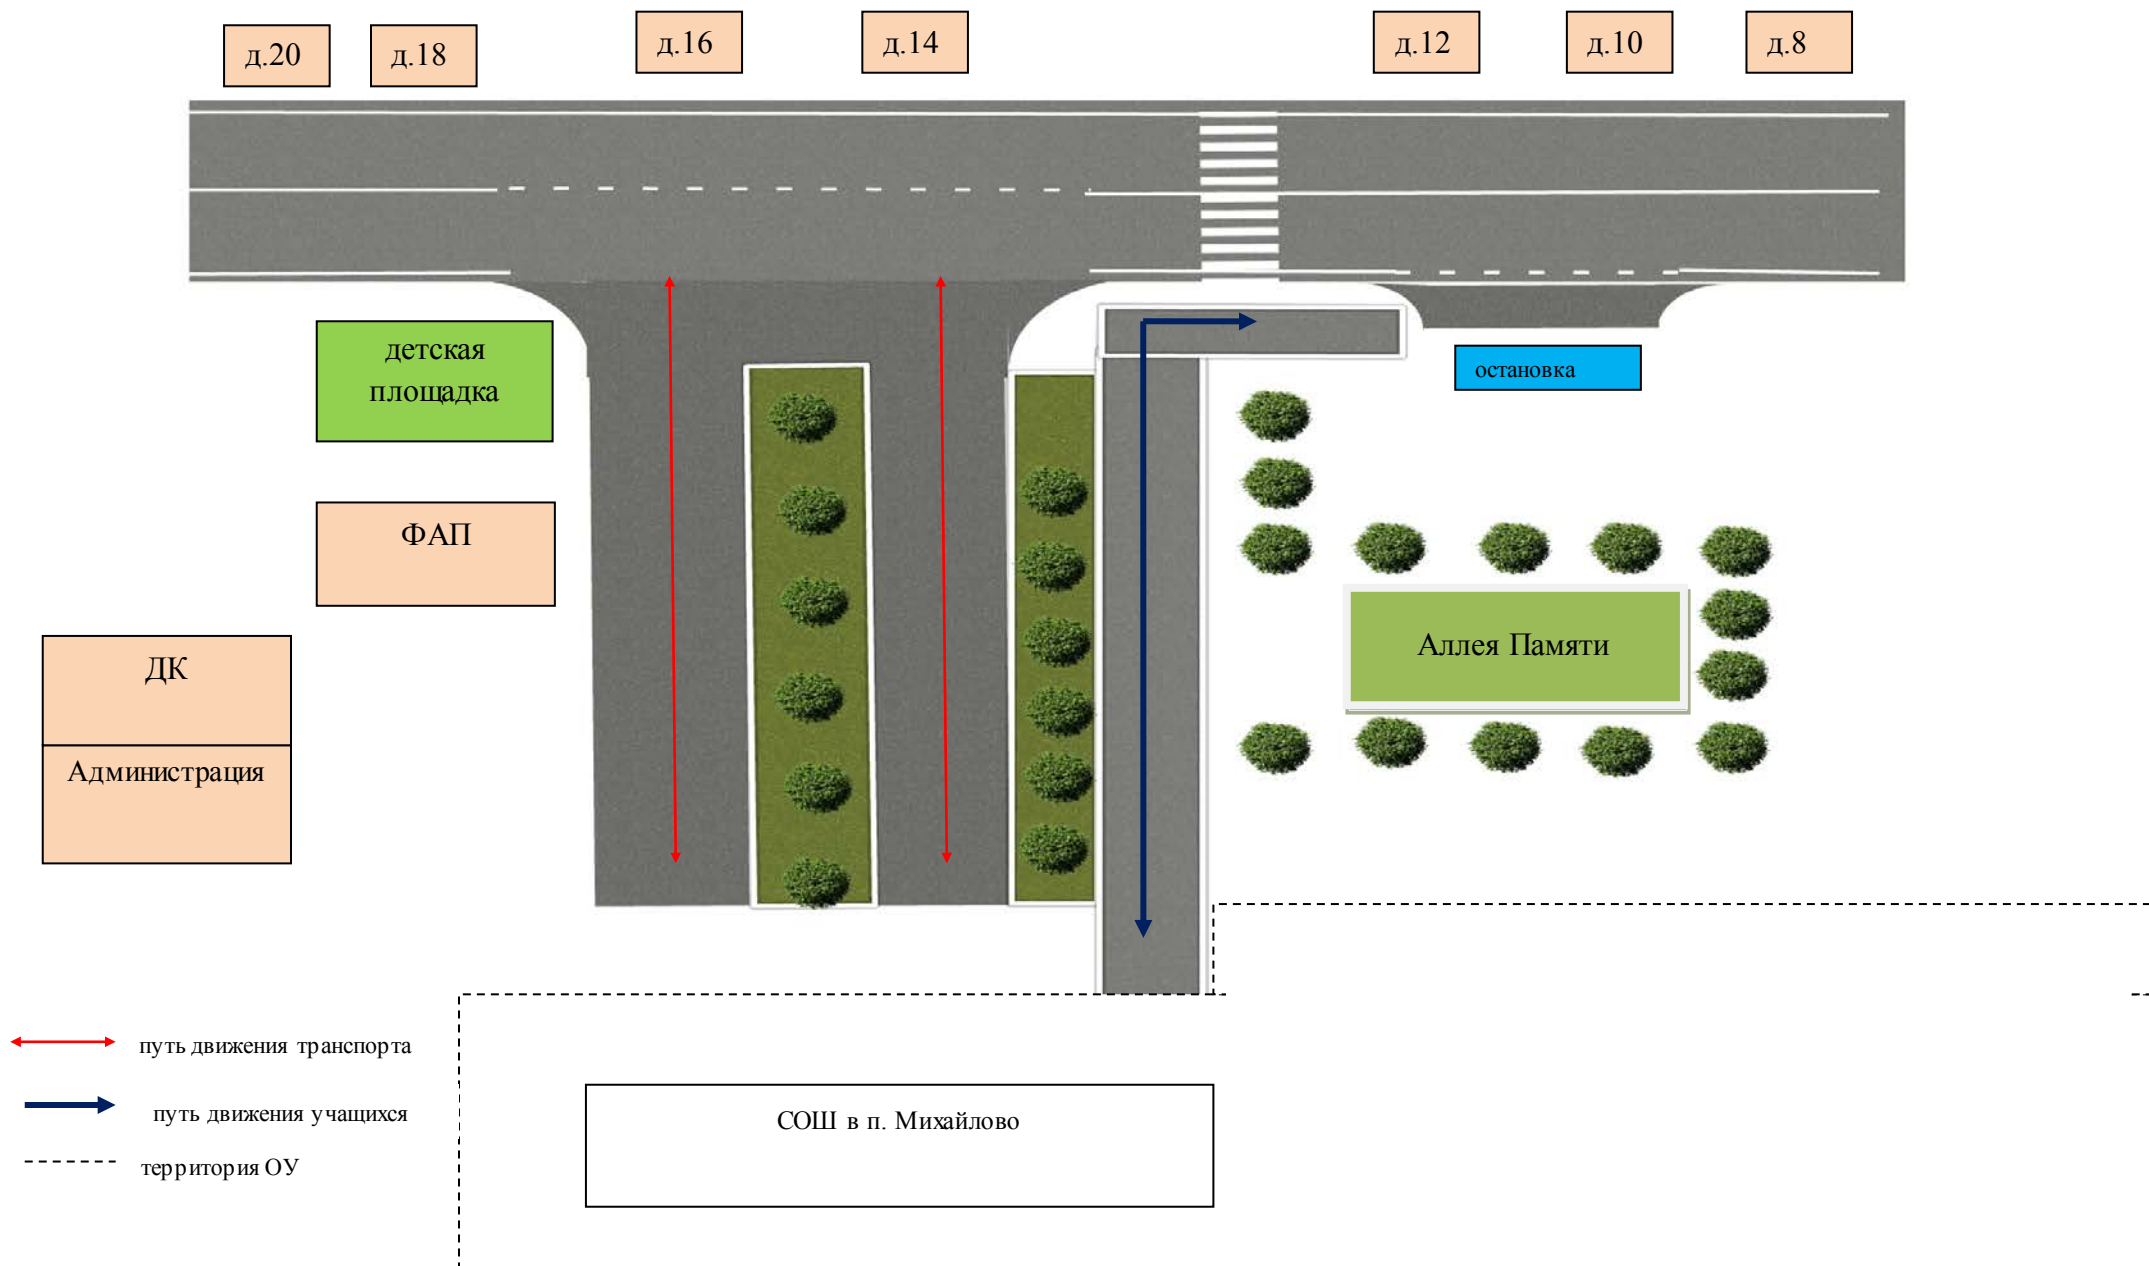 д.20
д.18
д.16
д.14
д.12
д.10
д.8
детская
площадка
остановка
ФАП
ДК
Администрация
Аллея Памяти
путь движения транспорта
путь движения учащихся
территория ОУ
СОШ в п. Михайлово